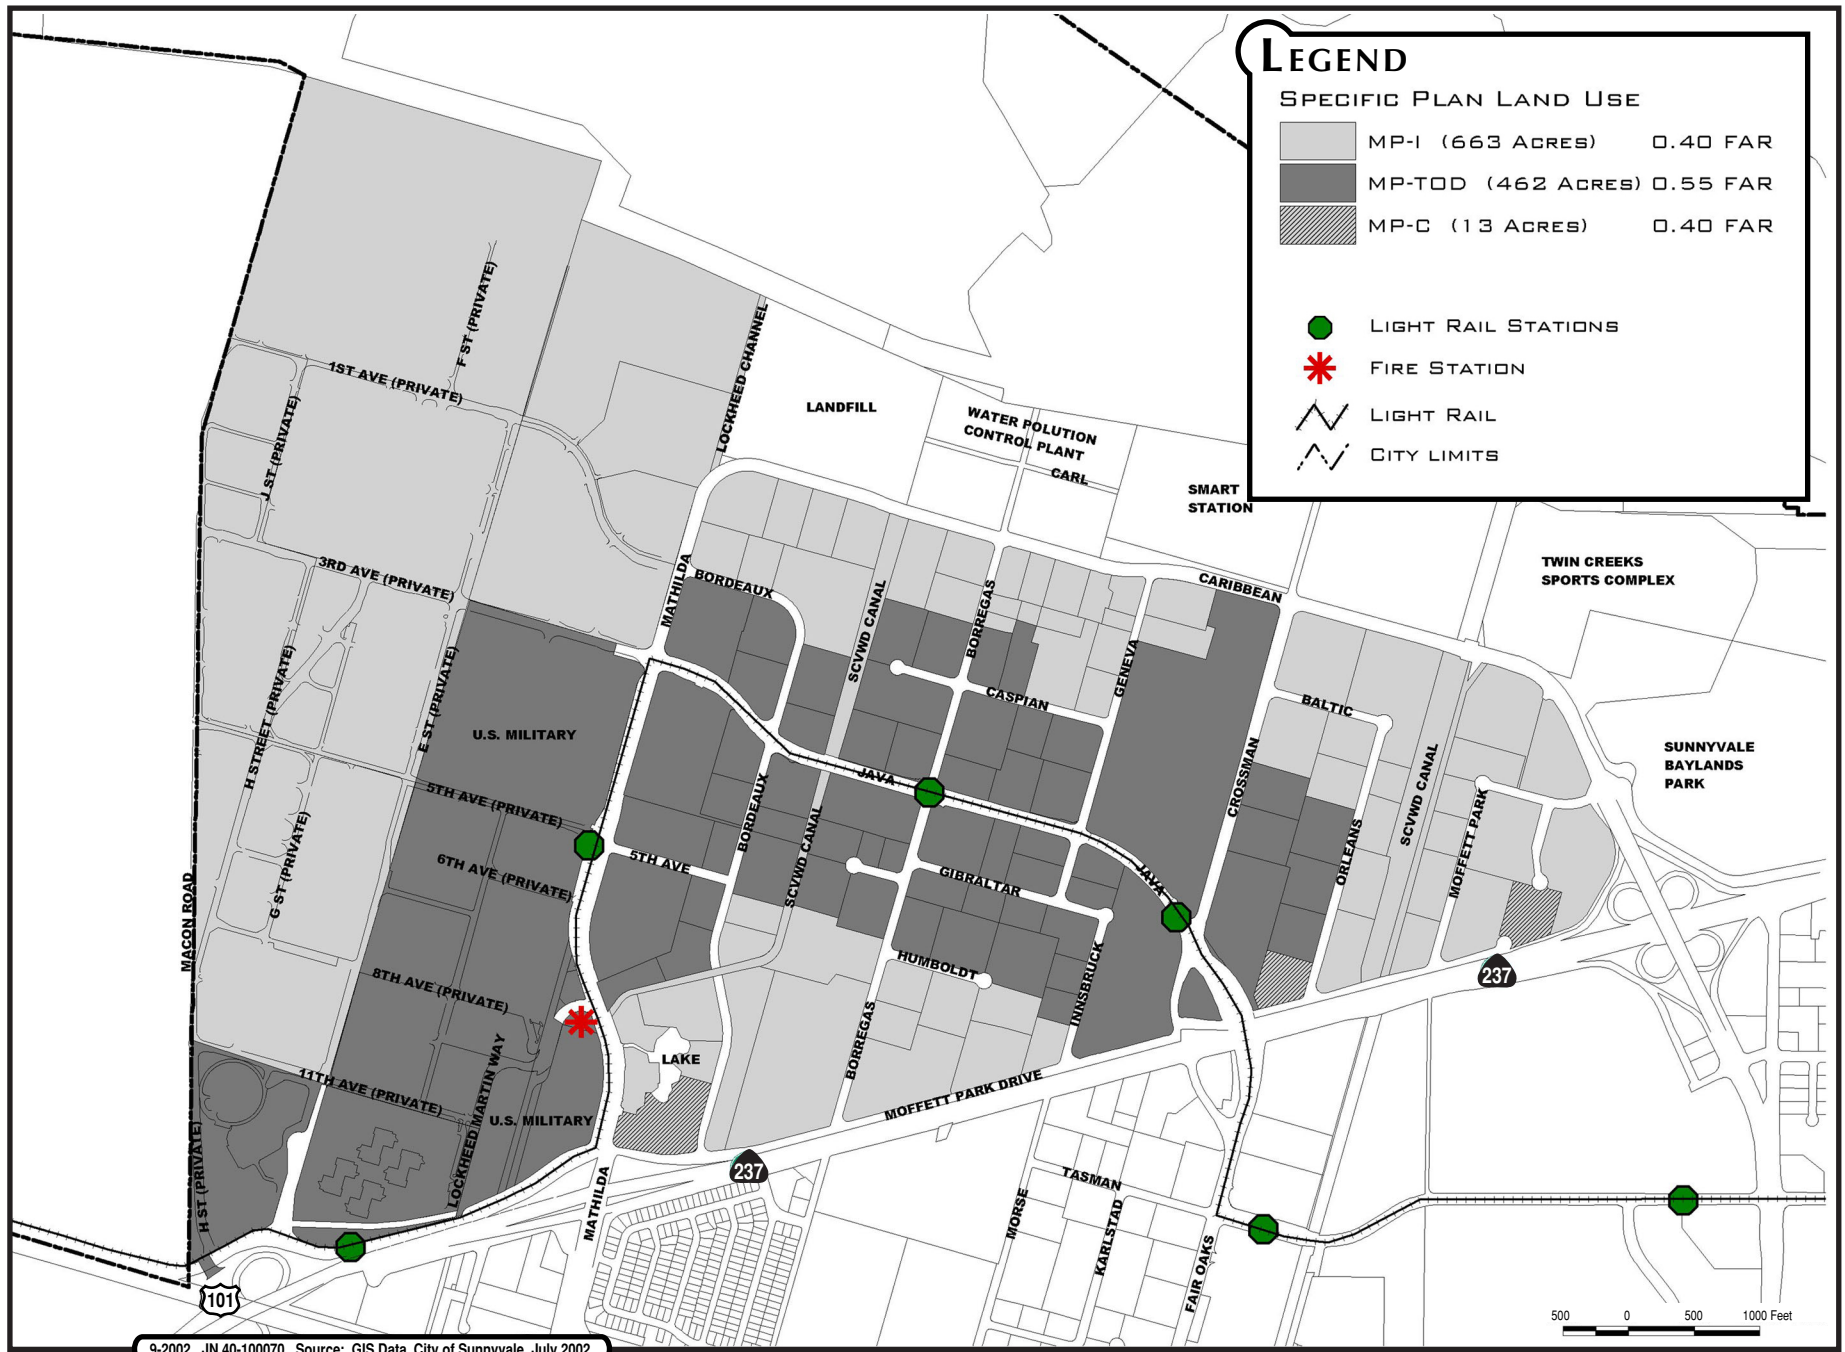 LEGEND
SPECIFIC PLAN LAND USE
MP-I (663 ACRES) 0.40 FAR
MP-TOD (462 ACRES) 0.55 FAR
MP-C (13 ACRES) 0.40 FAR
LIGHT RAIL STATIONS
FIRE STATION
LIGHT RAIL
CITY LIMITS
F ST (PRIVATE)
1ST AVE (PRIVATE)
J ST (PRIVATE)
LOCKHEED CHANNEL
LANDFILL
WATER POLUTION
CONTROL PLANT
CARL
SMART
STATION
TWIN CREEKS
SPORTS COMPLEX
3RD AVE (PRIVATE)
MATHILDA
BORDEAUX
SCVWD CANAL
BORREGAS
CARIBBEAN
GENEVA
H STREET (PRIVATE)
E ST (PRIVATE)
U.S. MILITARY
CASPIAN
BALTIC
SUNNYVALE
BAYLANDS
PARK
JAVA
CROSSMAN
SCVWD CANAL
5TH AVE (PRIVATE)
BORDEAUX
SCVWD CANAL
ORLEANS
MOFFETT PARK
G ST (PRIVATE)
6TH AVE (PRIVATE)
5TH AVE
GIBRALTAR
JAVA
MACON ROAD
8TH AVE (PRIVATE)
HUMBOLDT
INNSBRUCK
237
BORREGAS
LAKE
LOCKHEED MARTIN WAY
11TH AVE (PRIVATE)
U.S. MILITARY
MOFFETT PARK DRIVE
H ST (PRIVATE)
237
MATHILDA
TASMAN
MORSE
KARLSTAD
FAIR OAKS
101
500 0 500 1000 Feet
9-2002 JN 40-100070 Source: GIS Data, City of Sunnyvale, July 2002